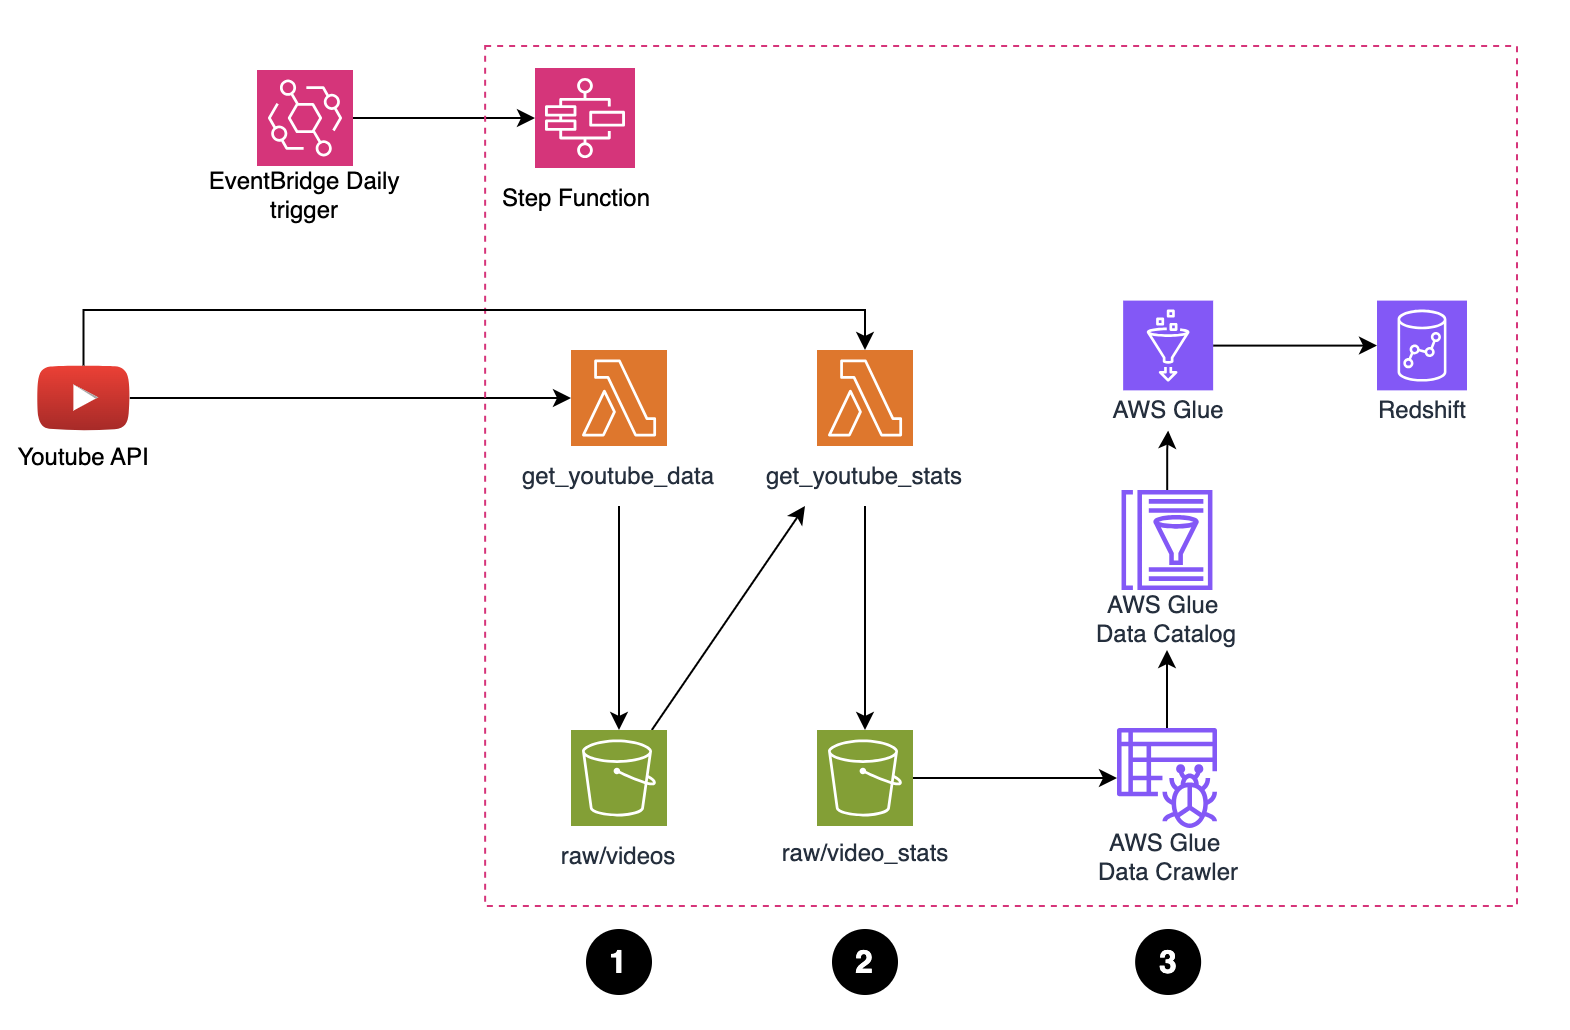 EventBridge Daily
trigger
Step Function
Youtube API
get_youtube_data
get_youtube_stats
AWS Glue
Redshift
AWS Glue
Data Catalog
raw/videos
raw/video_stats
AWS Glue
Data Crawler
1
2
3